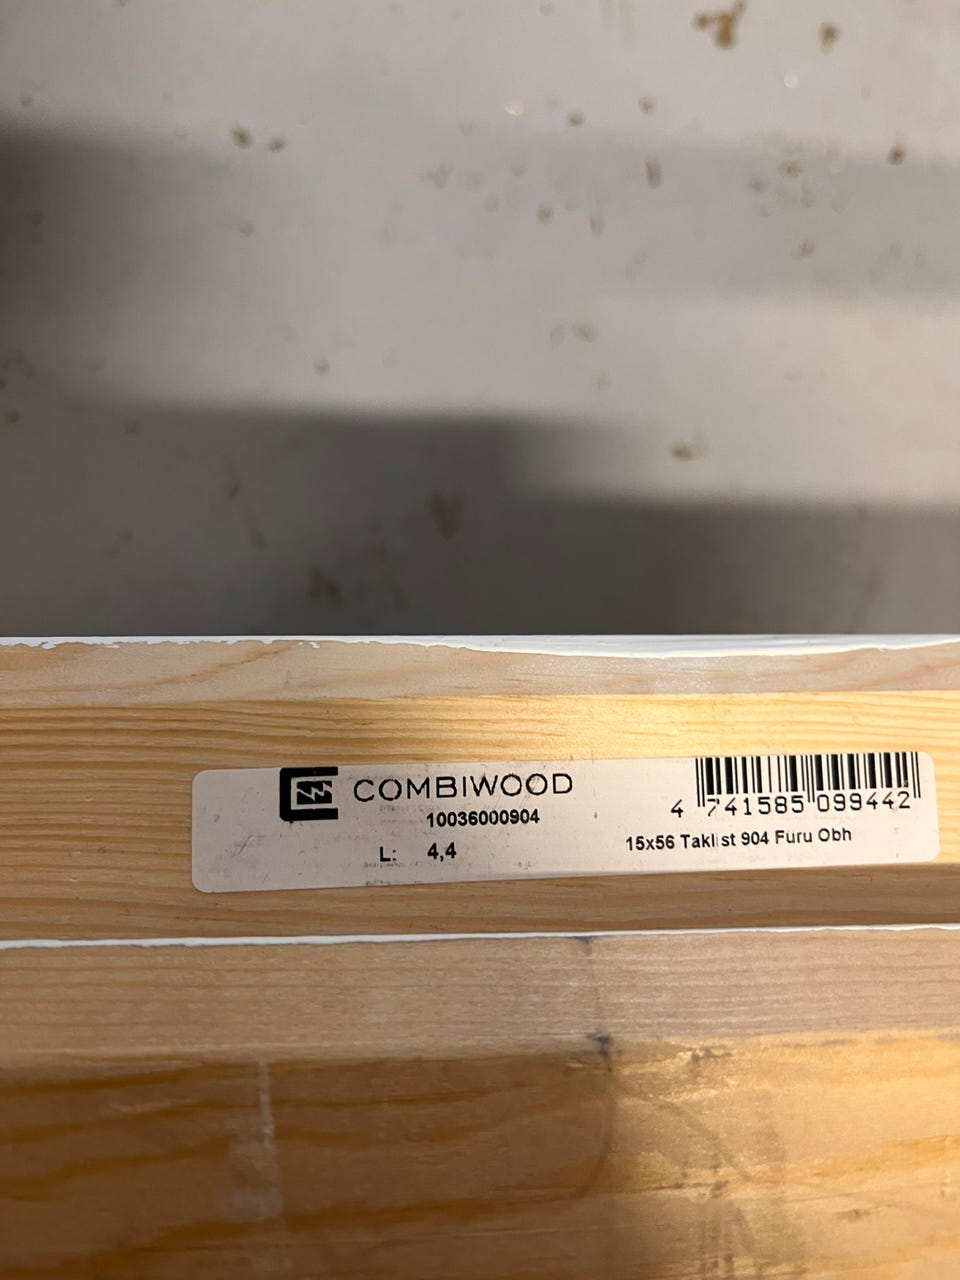 COMBIWOOD
10036000904
L: 4,4
4 741585 099442
15x56 Taklist 904 Furu Obh